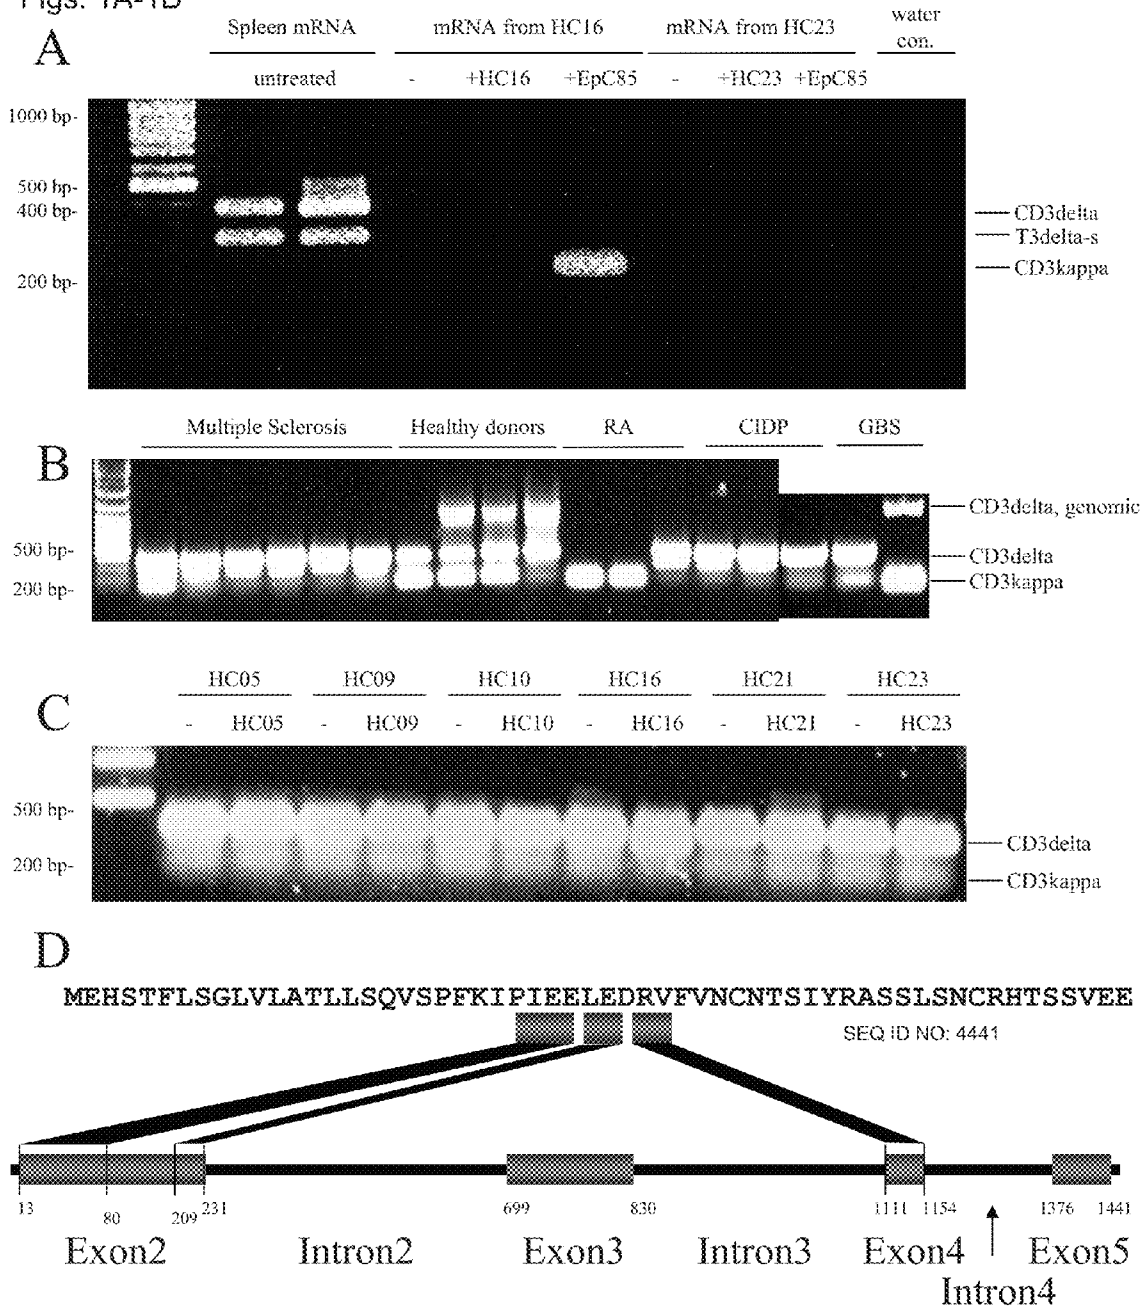 Figs. 1A-1D
A
Spleen mRNA mRNA from HC16 mRNA from HC23 water con.
untreated - +HC16 +EpC85 - +HC23 +EpC85
1000 bp-
500 bp-
400 bp-
200 bp-
CD3delta
T3delta-s
CD3kappa
B
Multiple Sclerosis Healthy donors RA CIDP GBS
500 bp-
200 bp-
CD3delta, genomic
CD3delta
CD3kappa
C
HC05 HC09 HC10 HC16 HC21 HC23
- HC05 - HC09 - HC10 - HC16 - HC21 - HC23
500 bp-
200 bp-
CD3delta
CD3kappa
D
MEHSTFLSGLVLATLLSQVSPFKIPIEELEDRVFVNCNTSIYRASSLSNCRHTSSVEE
SEQ ID NO: 4441
13 80 209 231 699 830 1111 1154 1376 1441
Exon2 Intron2 Exon3 Intron3 Exon4 Exon5
Intron4